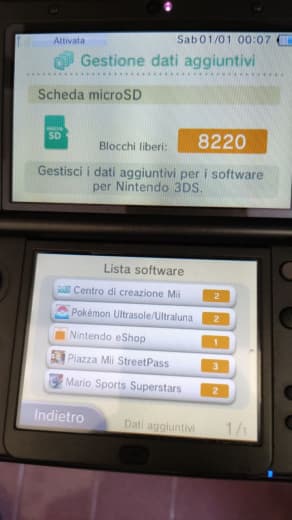 Attivata
Sab 01/01 00:07
Gestione dati aggiuntivi
Scheda microSD
micro
SD
Blocchi liberi: 8220
Gestisci i dati aggiuntivi per i software
per Nintendo 3DS.
Lista software
Centro di creazione Mii 2
Pokémon Ultrasole/Ultraluna 2
Nintendo eShop 1
Piazza Mii StreetPass 3
Mario Sports Superstars 2
Indietro
Dati aggiuntivi
1/1